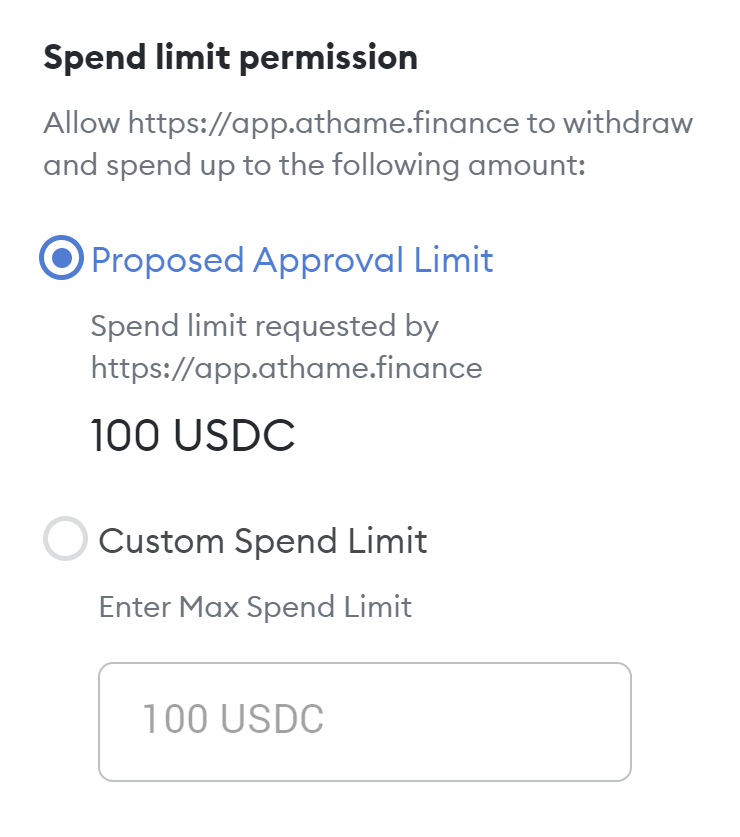 Spend limit permission
Allow https://app.athame.finance to withdraw
and spend up to the following amount:
Proposed Approval Limit
Spend limit requested by
https://app.athame.finance
100 USDC
Custom Spend Limit
Enter Max Spend Limit
100 USDC